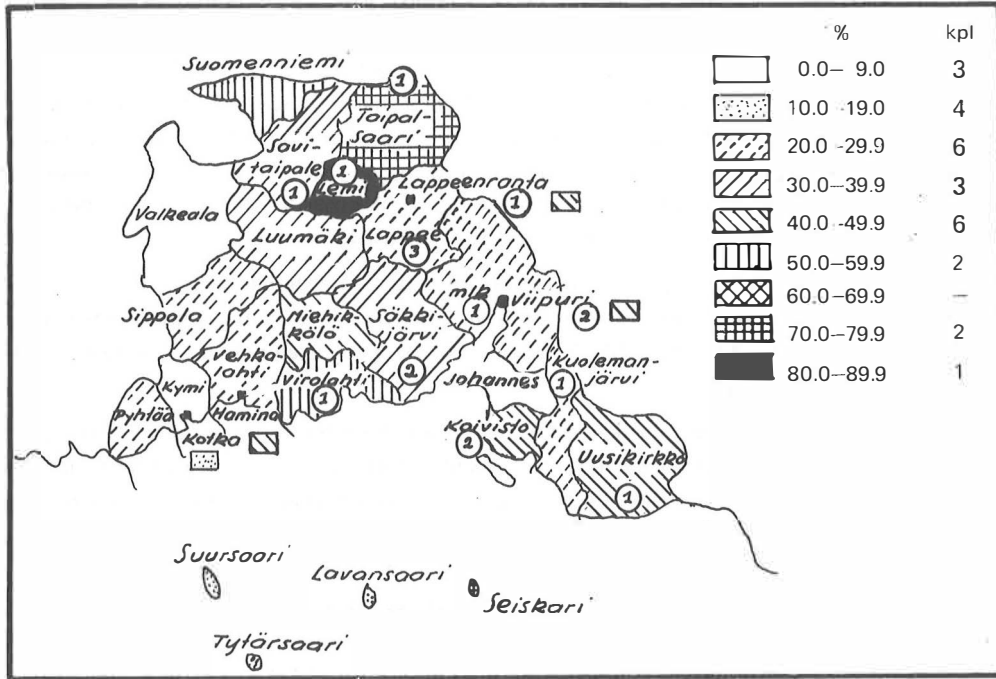 % kpl
0.0– 9.0 3
10.0 -19.0 4
20.0 -29.9 6
30.0–39.9 3
40.0 -49.9 6
50.0–59.9 2
60.0–69.9 –
70.0–79.9 2
80.0–89.9 1
Suomenniemi
1
Taipal-
saari
Savi-
taipale
1
Lemi
1
Lappeenranta
1
Valkeala
Luumäki
Lappee
3
Sippola
Miehik-
kälä
Säkki-
järvi
2
mlk
1
Viipuri
2
Vehka-
lahti
Virolahti
1
Johannes
Kuoleman-
järvi
1
Kymi
Pyhtää
Hamina
Kotka
Koivisto
2
Uusikirkko
1
Suursaari
Lavansaari
Seiskari
Tytärsaari